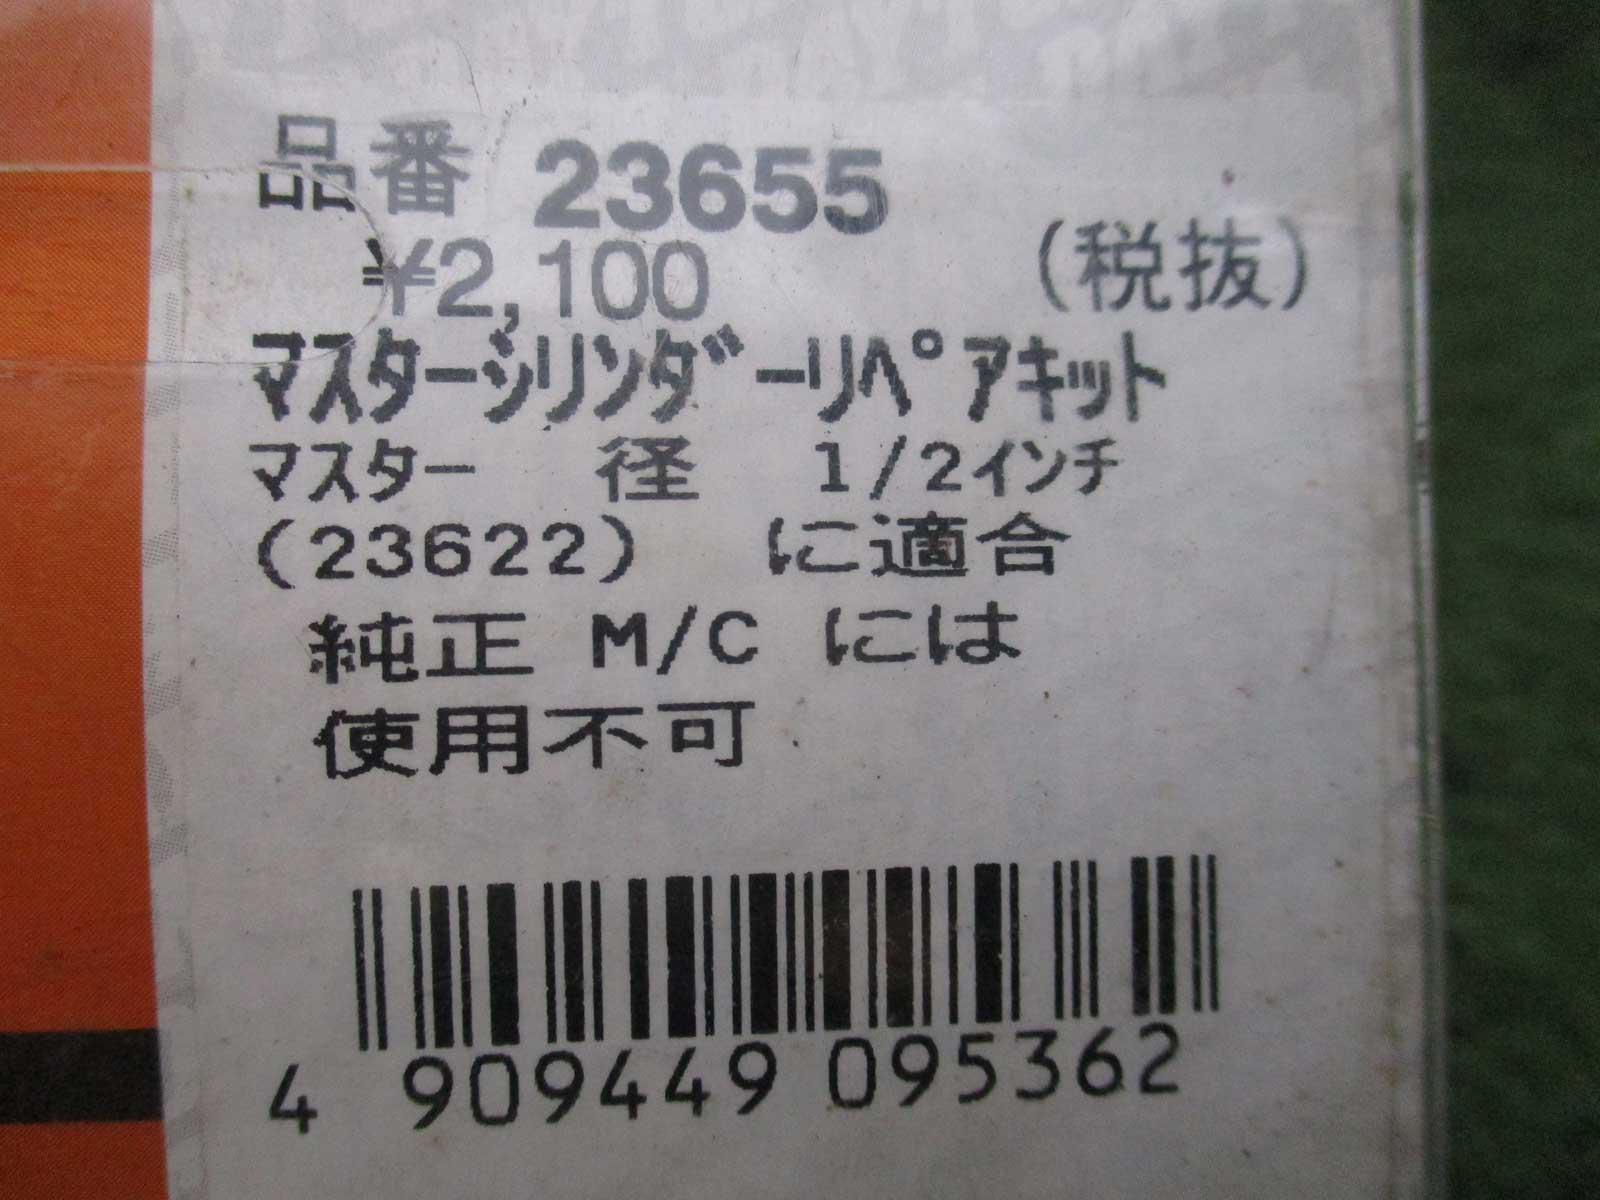 品番 23655
¥2,100 (税抜)
マスターシリンダーリペアキット
マスター 径 1/2インチ
(23622) に適合
純正 M/C には
使用不可
4 909449 095362